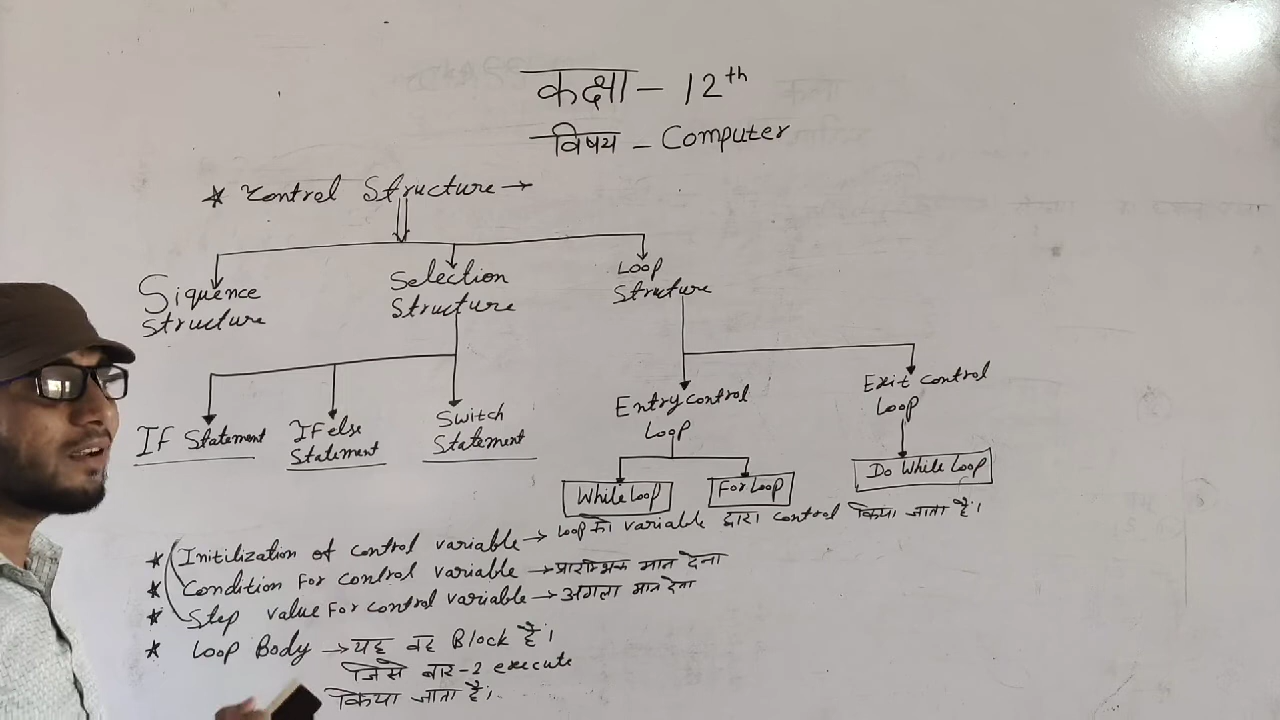 कक्षा - 12th
विषय - Computer
* Control Structure →
Siquence
Structure
Selection
Structure
Loop
Structure
IF Statement
IF else
Statement
Switch
Statement
Entry control
Loop
Exit control
Loop
While Loop
For Loop
Do While Loop
* Initilization of control variable → Loop को variable द्वारा control किया जाता है।
* Condition For control variable → प्रारम्भिक मान देना
* Step value For control variable → अगला मान देना
* Loop Body → यह वह Block है।
जिसे बार-2 execute
किया जाता है।